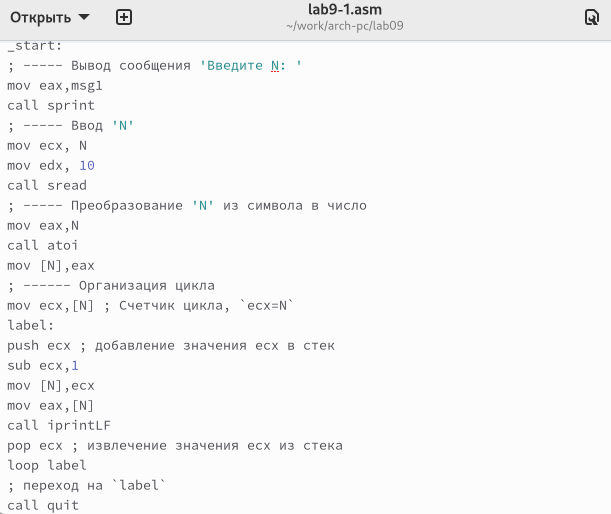 Открыть
lab9-1.asm
~/work/arch-pc/lab09
_start:
; ----- Вывод сообщения 'Введите N: '
mov eax,msg1
call sprint
; ----- Ввод 'N'
mov ecx, N
mov edx, 10
call sread
; ----- Преобразование 'N' из символа в число
mov eax,N
call atoi
mov [N],eax
; ------ Организация цикла
mov ecx,[N] ; Счетчик цикла, `ecx=N`
label:
push ecx ; добавление значения ecx в стек
sub ecx,1
mov [N],ecx
mov eax,[N]
call iprintLF
pop ecx ; извлечение значения ecx из стека
loop label
; переход на `label`
call quit